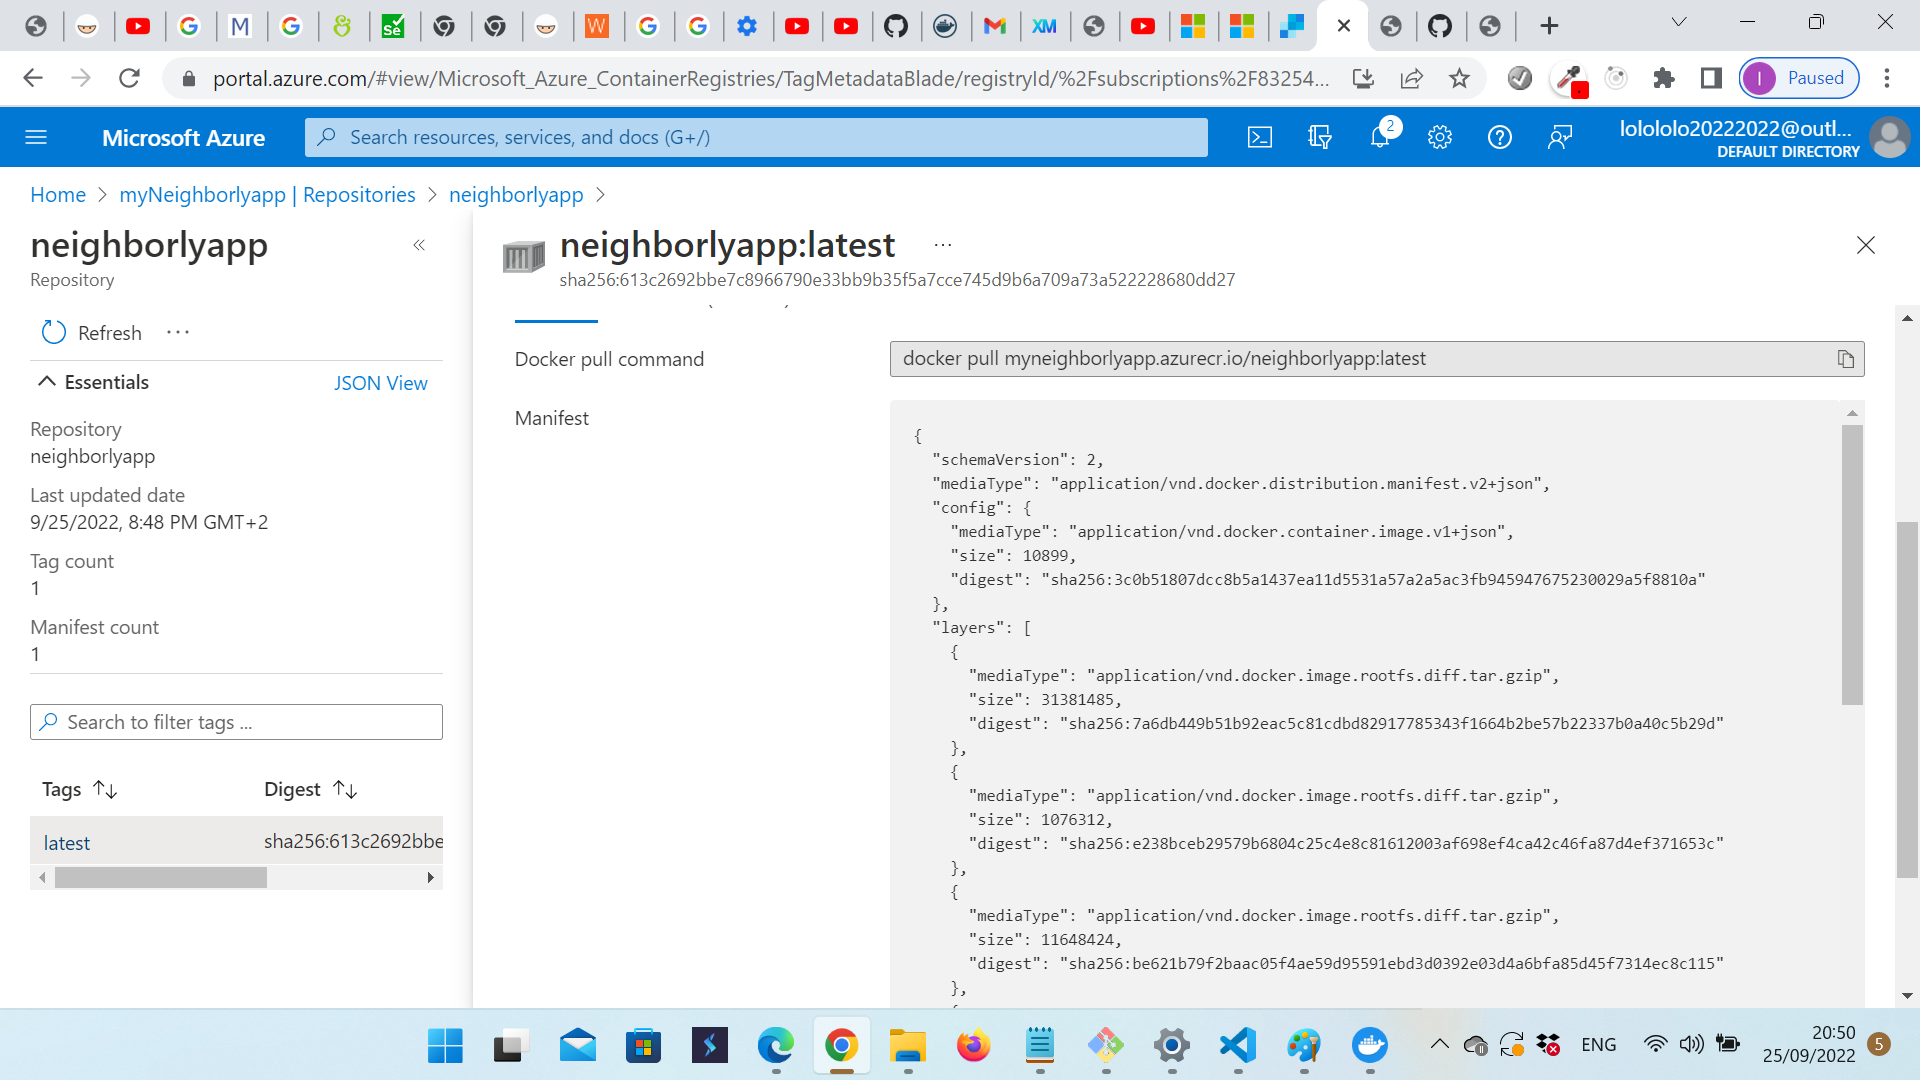 portal.azure.com/#view/Microsoft_Azure_ContainerRegistries/TagMetadataBlade/registryId/%2Fsubscriptions%2F83254...
I Paused
Microsoft Azure
Search resources, services, and docs (G+/)
2
lolololo20222022@outl...
DEFAULT DIRECTORY
Home > myNeighborlyapp | Repositories > neighborlyapp >
neighborlyapp
Repository
Refresh
Essentials
JSON View
Repository
neighborlyapp
Last updated date
9/25/2022, 8:48 PM GMT+2
Tag count
1
Manifest count
1
Search to filter tags ...
Tags
Digest
latest
sha256:613c2692bbe
neighborlyapp:latest
...
sha256:613c2692bbe7c8966790e33bb9b35f5a7cce745d9b6a709a73a522228680dd27
Docker pull command
docker pull myneighborlyapp.azurecr.io/neighborlyapp:latest
Manifest
{
"schemaVersion": 2,
"mediaType": "application/vnd.docker.distribution.manifest.v2+json",
"config": {
"mediaType": "application/vnd.docker.container.image.v1+json",
"size": 10899,
"digest": "sha256:3c0b51807dcc8b5a1437ea11d5531a57a2a5ac3fb945947675230029a5f8810a"
},
"layers": [
{
"mediaType": "application/vnd.docker.image.rootfs.diff.tar.gzip",
"size": 31381485,
"digest": "sha256:7a6db449b51b92eac5c81cdbd82917785343f1664b2be57b22337b0a40c5b29d"
},
{
"mediaType": "application/vnd.docker.image.rootfs.diff.tar.gzip",
"size": 1076312,
"digest": "sha256:e238bceb29579b6804c25c4e8c81612003af698ef4ca42c46fa87d4ef371653c"
},
{
"mediaType": "application/vnd.docker.image.rootfs.diff.tar.gzip",
"size": 11648424,
"digest": "sha256:be621b79f2baac05f4ae59d95591ebd3d0392e03d4a6bfa85d45f7314ec8c115"
},
ENG
20:50
25/09/2022
5